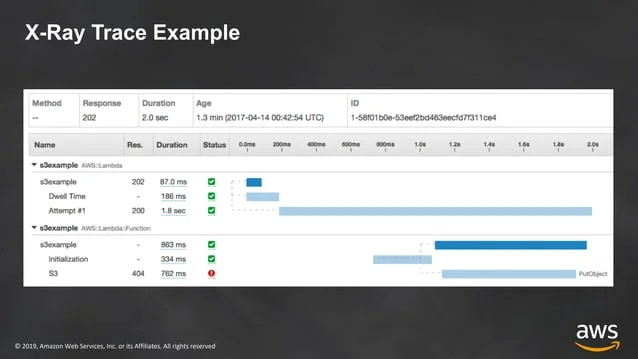 X-Ray Trace Example
Method Response Duration Age ID
-- 202 2.0 sec 1.3 min (2017-04-14 00:42:54 UTC) 1-58f01b0e-53eef2bd463eecfd7f311ce4
Name Res. Duration Status 0.0ms 200ms 400ms 600ms 800ms 1.0s 1.2s 1.4s 1.6s 1.8s 2.0s
s3example AWS::Lambda
s3example 202 87.0 ms
Dwell Time - 186 ms
Attempt #1 200 1.8 sec
s3example AWS::Lambda::Function
s3example - 863 ms
Initialization - 334 ms
S3 404 762 ms PutObject
© 2019, Amazon Web Services, Inc. or its Affiliates. All rights reserved
aws